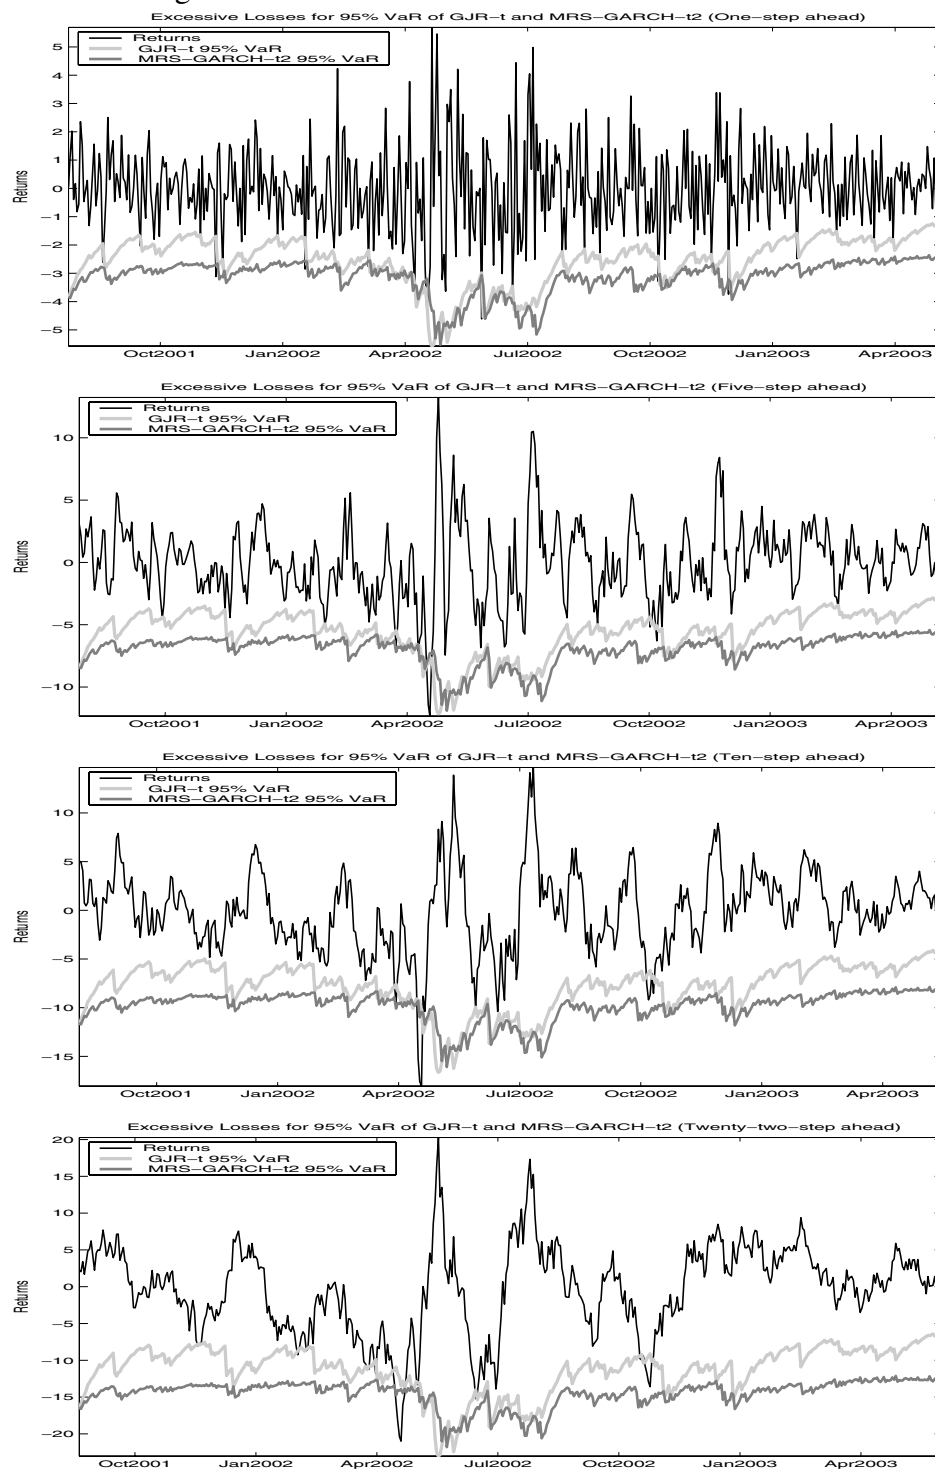 Excessive Losses for 95% VaR of GJR−t and MRS−GARCH−t2 (One−step ahead)
Returns
GJR−t 95% VaR
MRS−GARCH−t2 95% VaR
5
4
3
2
1
0
−1
−2
−3
−4
−5
Returns
Oct2001 Jan2002 Apr2002 Jul2002 Oct2002 Jan2003 Apr2003
Excessive Losses for 95% VaR of GJR−t and MRS−GARCH−t2 (Five−step ahead)
Returns
GJR−t 95% VaR
MRS−GARCH−t2 95% VaR
10
5
0
−5
−10
Returns
Oct2001 Jan2002 Apr2002 Jul2002 Oct2002 Jan2003 Apr2003
Excessive Losses for 95% VaR of GJR−t and MRS−GARCH−t2 (Ten−step ahead)
Returns
GJR−t 95% VaR
MRS−GARCH−t2 95% VaR
10
5
0
−5
−10
−15
Returns
Oct2001 Jan2002 Apr2002 Jul2002 Oct2002 Jan2003 Apr2003
Excessive Losses for 95% VaR of GJR−t and MRS−GARCH−t2 (Twenty−two−step ahead)
Returns
GJR−t 95% VaR
MRS−GARCH−t2 95% VaR
20
15
10
5
0
−5
−10
−15
−20
Returns
Oct2001 Jan2002 Apr2002 Jul2002 Oct2002 Jan2003 Apr2003